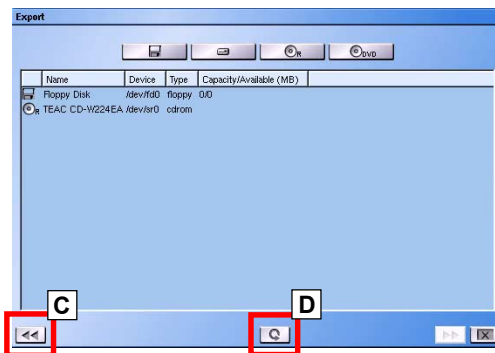 Export
R DVD
Name Device Type Capacity/Available (MB)
Floppy Disk /dev/fd0 floppy 0/0
R TEAC CD-W224EA /dev/sr0 cdrom
C D
X